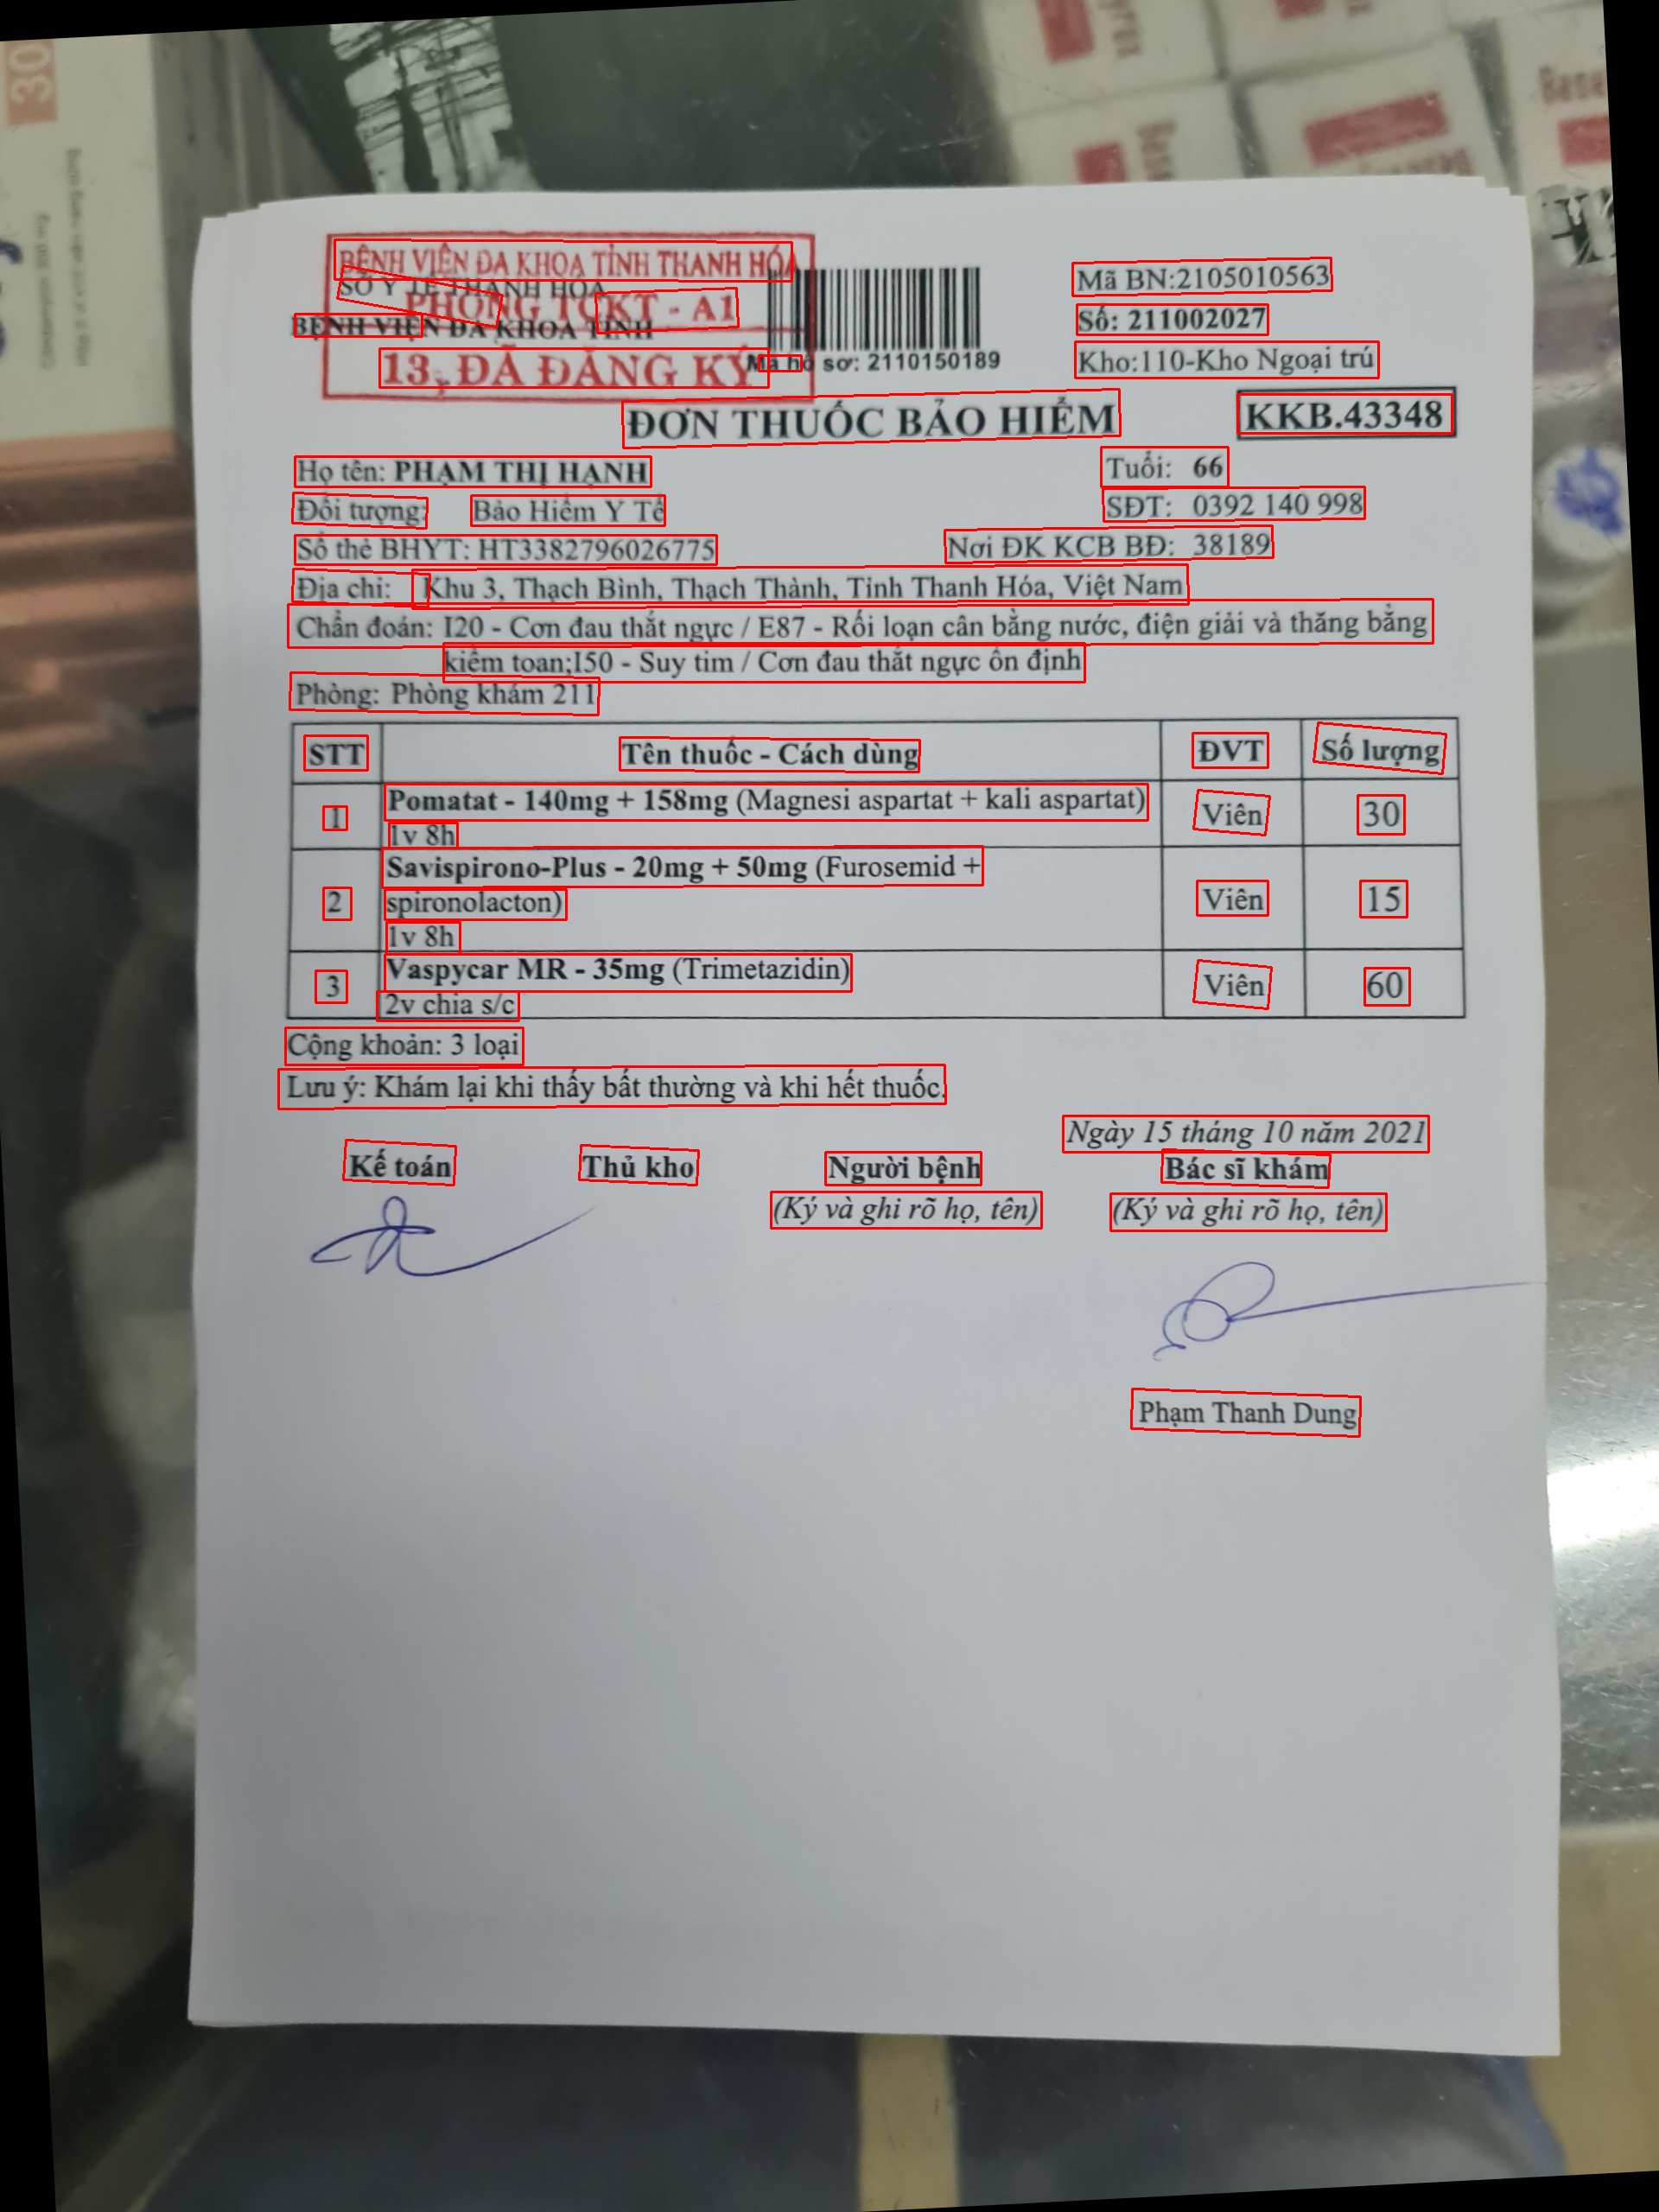 BỆNH VIỆN ĐA KHOA TỈNH THANH HÓA
SỞ Y TẾ THANH HÓA
PHÒNG TCKT - A1
BỆNH VIỆN ĐA KHOA TỈNH
13, ĐÃ ĐĂNG KÝ
Mã hồ sơ: 2110150189
Mã BN:2105010563
Số: 211002027
Kho:110-Kho Ngoại trú
ĐƠN THUỐC BẢO HIỂM
KKB.43348
Họ tên: PHẠM THỊ HẠNH Tuổi: 66
Đối tượng: Bảo Hiểm Y Tế SĐT: 0392 140 998
Số thẻ BHYT: HT3382796026775 Nơi ĐK KCB BĐ: 38189
Địa chỉ: Khu 3, Thạch Bình, Thạch Thành, Tỉnh Thanh Hóa, Việt Nam
Chẩn đoán: I20 - Cơn đau thắt ngực / E87 - Rối loạn cân bằng nước, điện giải và thăng bằng
kiềm toan;I50 - Suy tim / Cơn đau thắt ngực ổn định
Phòng: Phòng khám 211
STT Tên thuốc - Cách dùng ĐVT Số lượng
1 Pomatat - 140mg + 158mg (Magnesi aspartat + kali aspartat) Viên 30
1v 8h
2 Savispirono-Plus - 20mg + 50mg (Furosemid + Viên 15
spironolacton)
1v 8h
3 Vaspycar MR - 35mg (Trimetazidin) Viên 60
2v chia s/c
Cộng khoản: 3 loại
Lưu ý: Khám lại khi thấy bất thường và khi hết thuốc.
Ngày 15 tháng 10 năm 2021
Kế toán Thủ kho Người bệnh Bác sĩ khám
(Ký và ghi rõ họ, tên) (Ký và ghi rõ họ, tên)
Phạm Thanh Dung
30